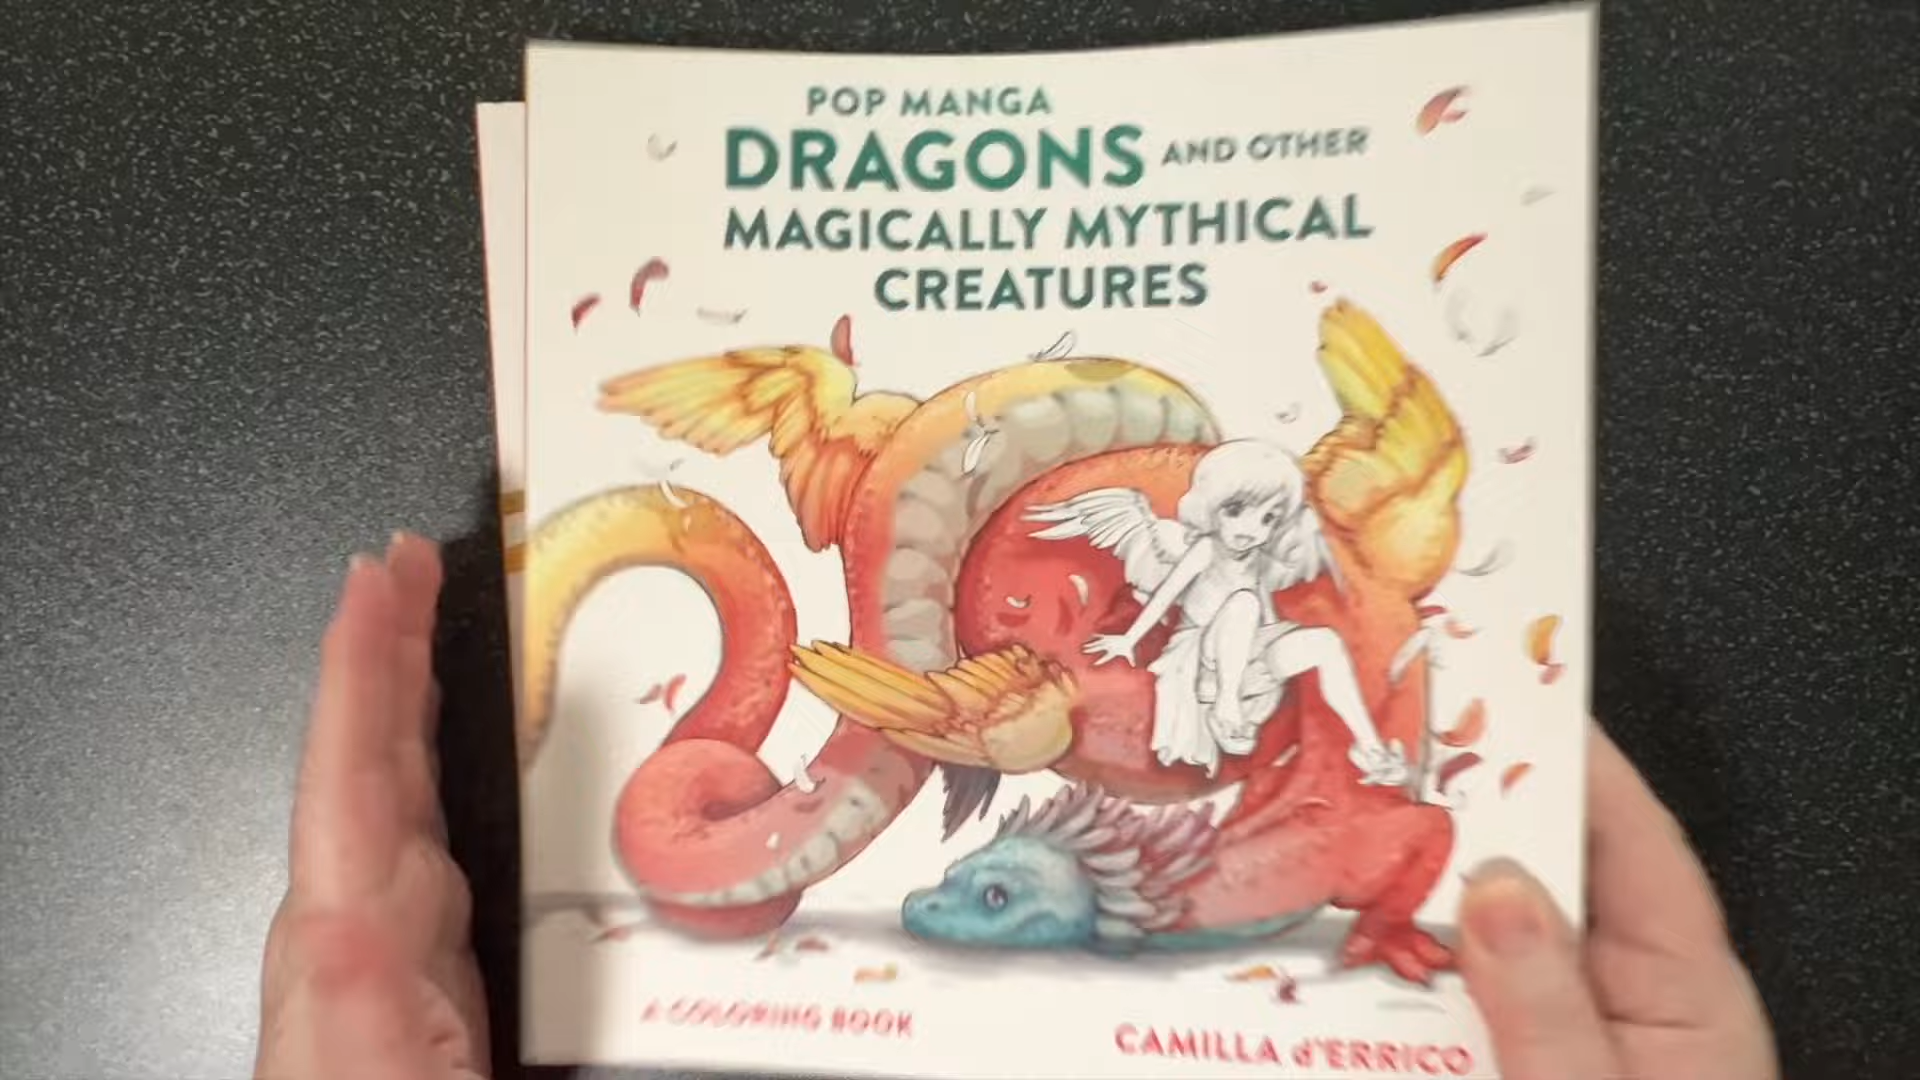 POP MANGA
DRAGONS AND OTHER
MAGICALLY MYTHICAL
CREATURES
A COLORING BOOK
CAMILLA d'ERRICO